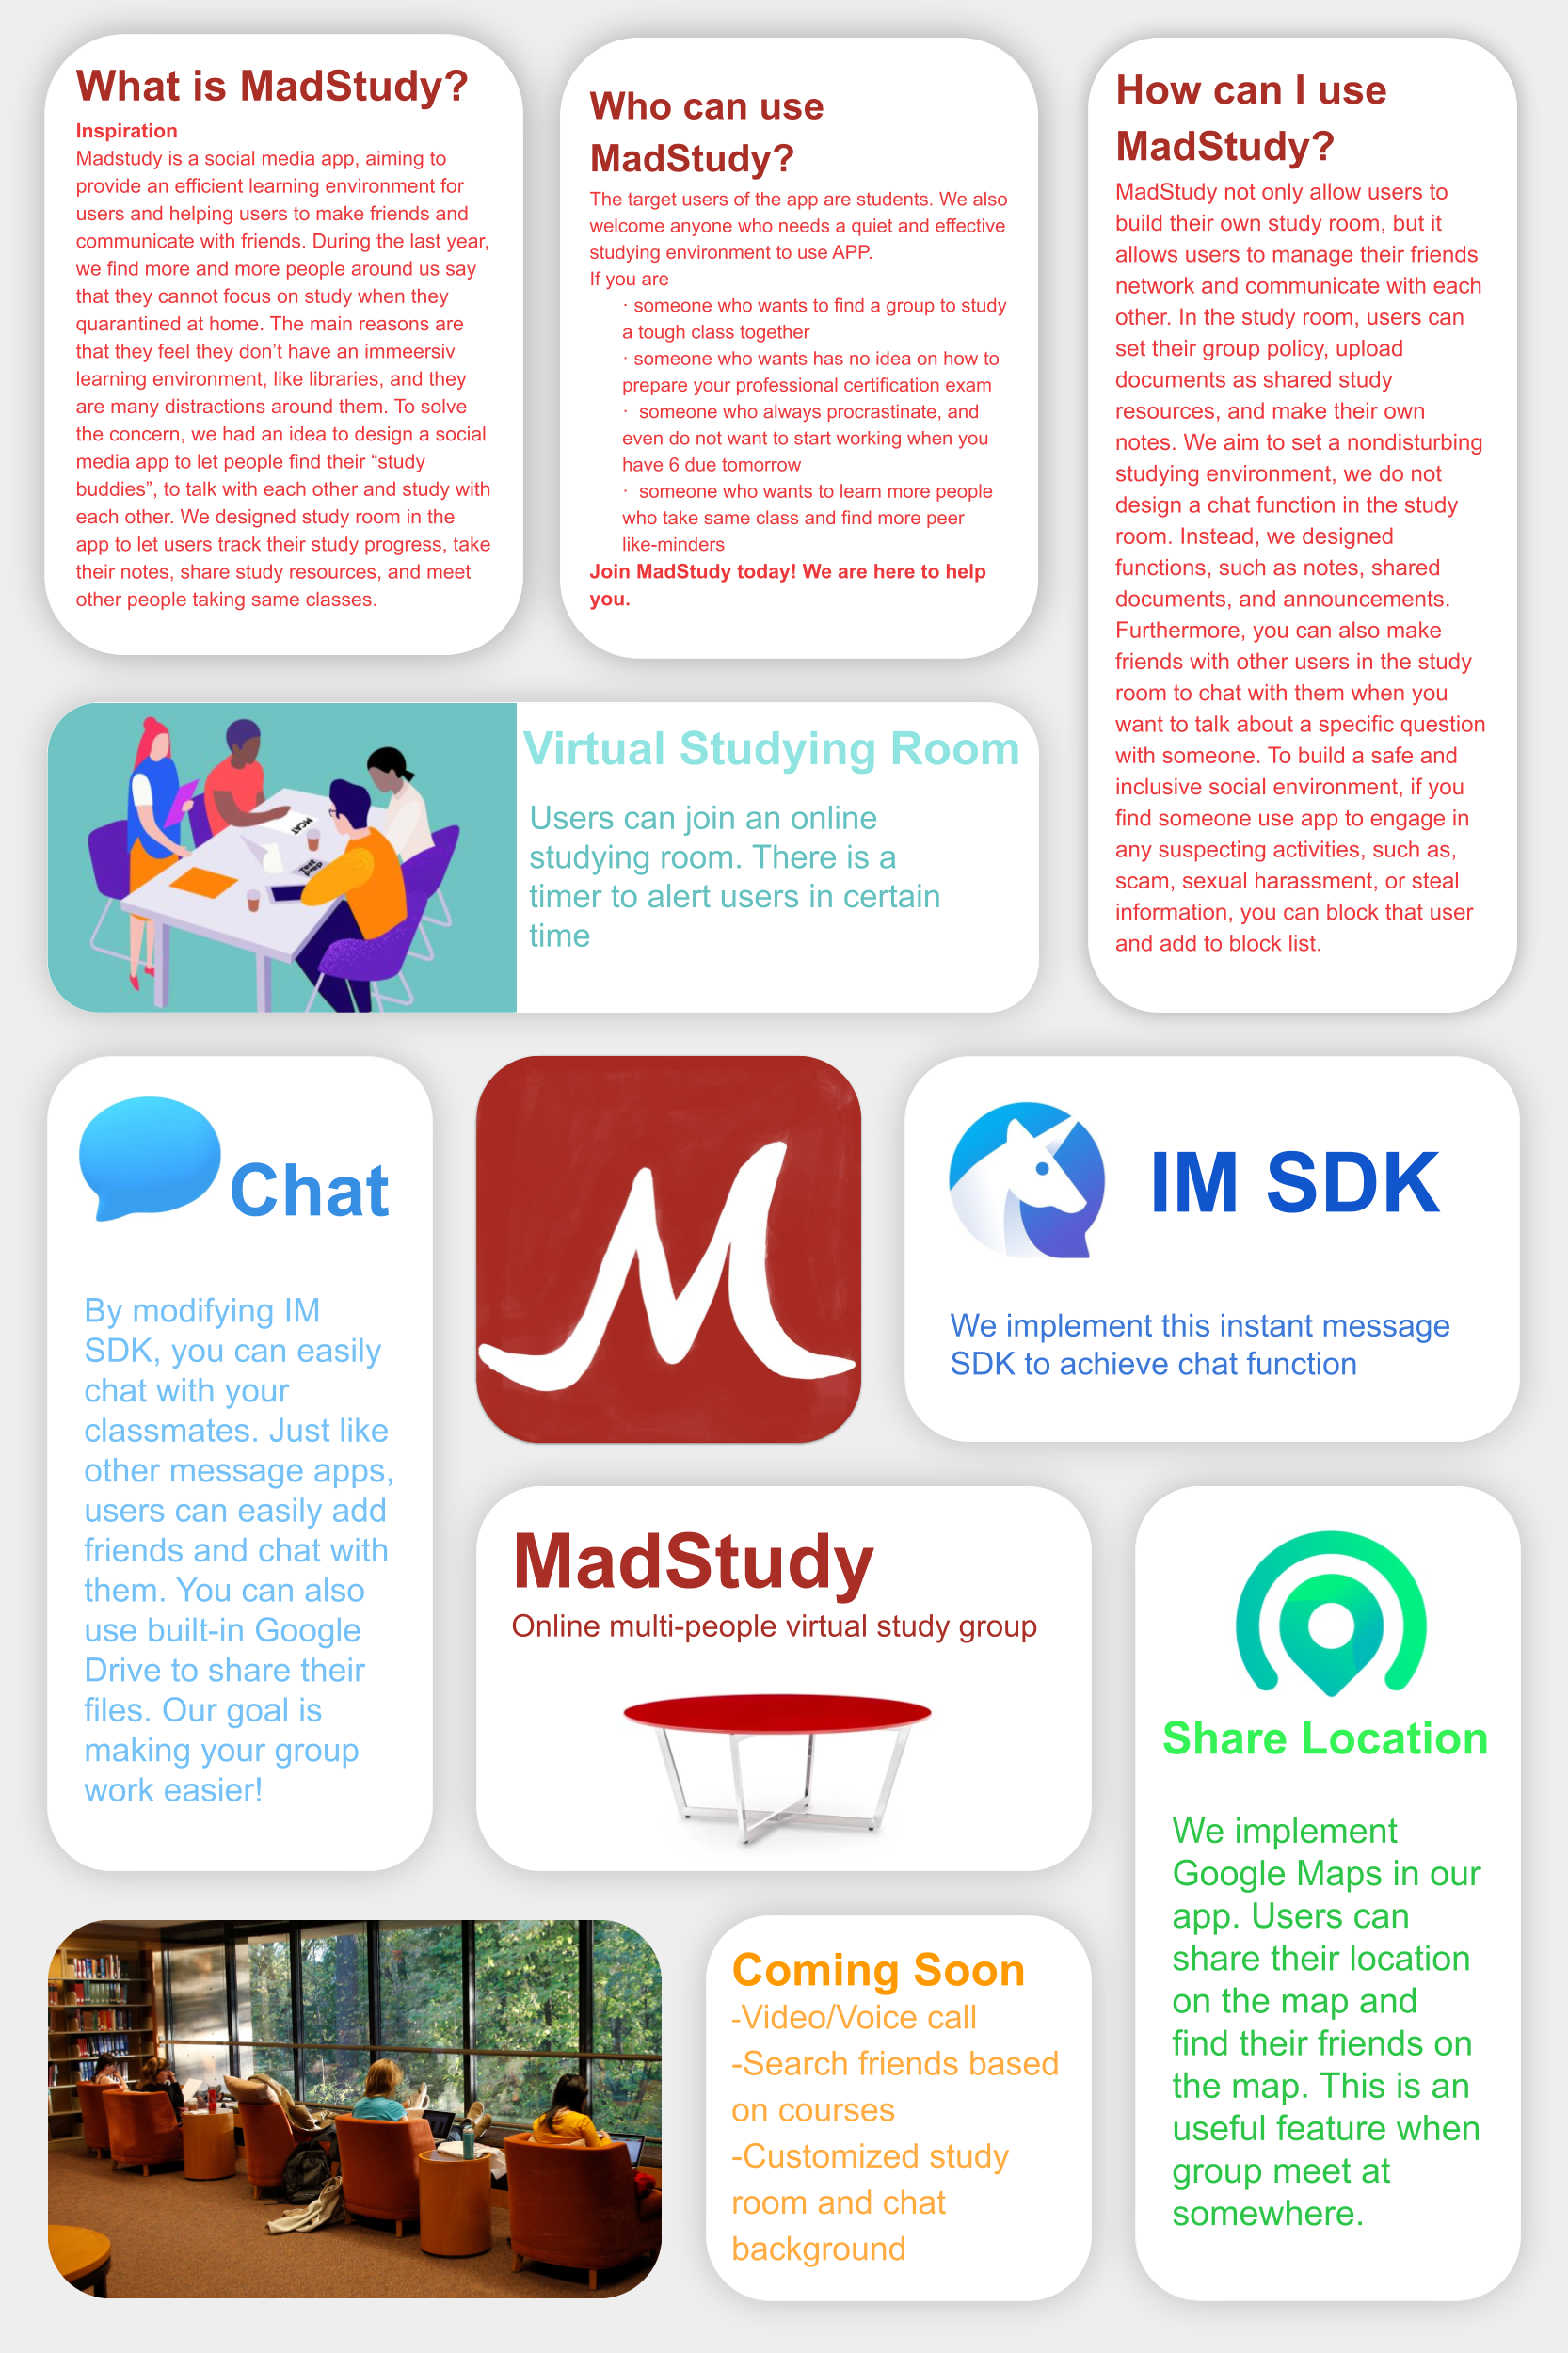 What is MadStudy?
Inspiration
Madstudy is a social media app, aiming to
provide an efficient learning environment for
users and helping users to make friends and
communicate with friends. During the last year,
we find more and more people around us say
that they cannot focus on study when they
quarantined at home. The main reasons are
that they feel they don’t have an immeersiv
learning environment, like libraries, and they
are many distractions around them. To solve
the concern, we had an idea to design a social
media app to let people find their “study
buddies”, to talk with each other and study with
each other. We designed study room in the
app to let users track their study progress, take
their notes, share study resources, and meet
other people taking same classes.
Who can use
MadStudy?
The target users of the app are students. We also
welcome anyone who needs a quiet and effective
studying environment to use APP.
If you are
· someone who wants to find a group to study
a tough class together
· someone who wants has no idea on how to
prepare your professional certification exam
· someone who always procrastinate, and
even do not want to start working when you
have 6 due tomorrow
· someone who wants to learn more people
who take same class and find more peer
like-minders
Join MadStudy today! We are here to help
you.
How can I use
MadStudy?
MadStudy not only allow users to
build their own study room, but it
allows users to manage their friends
network and communicate with each
other. In the study room, users can
set their group policy, upload
documents as shared study
resources, and make their own
notes. We aim to set a nondisturbing
studying environment, we do not
design a chat function in the study
room. Instead, we designed
functions, such as notes, shared
documents, and announcements.
Furthermore, you can also make
friends with other users in the study
room to chat with them when you
want to talk about a specific question
with someone. To build a safe and
inclusive social environment, if you
find someone use app to engage in
any suspecting activities, such as,
scam, sexual harassment, or steal
information, you can block that user
and add to block list.
MCAT
Test
Prep
Virtual Studying Room
Users can join an online
studying room. There is a
timer to alert users in certain
time
Chat
By modifying IM
SDK, you can easily
chat with your
classmates. Just like
other message apps,
users can easily add
friends and chat with
them. You can also
use built-in Google
Drive to share their
files. Our goal is
making your group
work easier!
M
IM SDK
We implement this instant message
SDK to achieve chat function
MadStudy
Online multi-people virtual study group
Share Location
We implement
Google Maps in our
app. Users can
share their location
on the map and
find their friends on
the map. This is an
useful feature when
group meet at
somewhere.
Coming Soon
-Video/Voice call
-Search friends based
on courses
-Customized study
room and chat
background